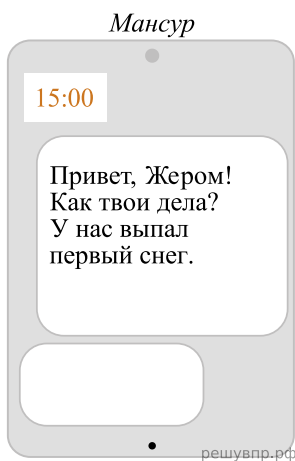 Мансур
15:00
Привет, Жером!
Как твои дела?
У нас выпал
первый снег.
решувпр.рф